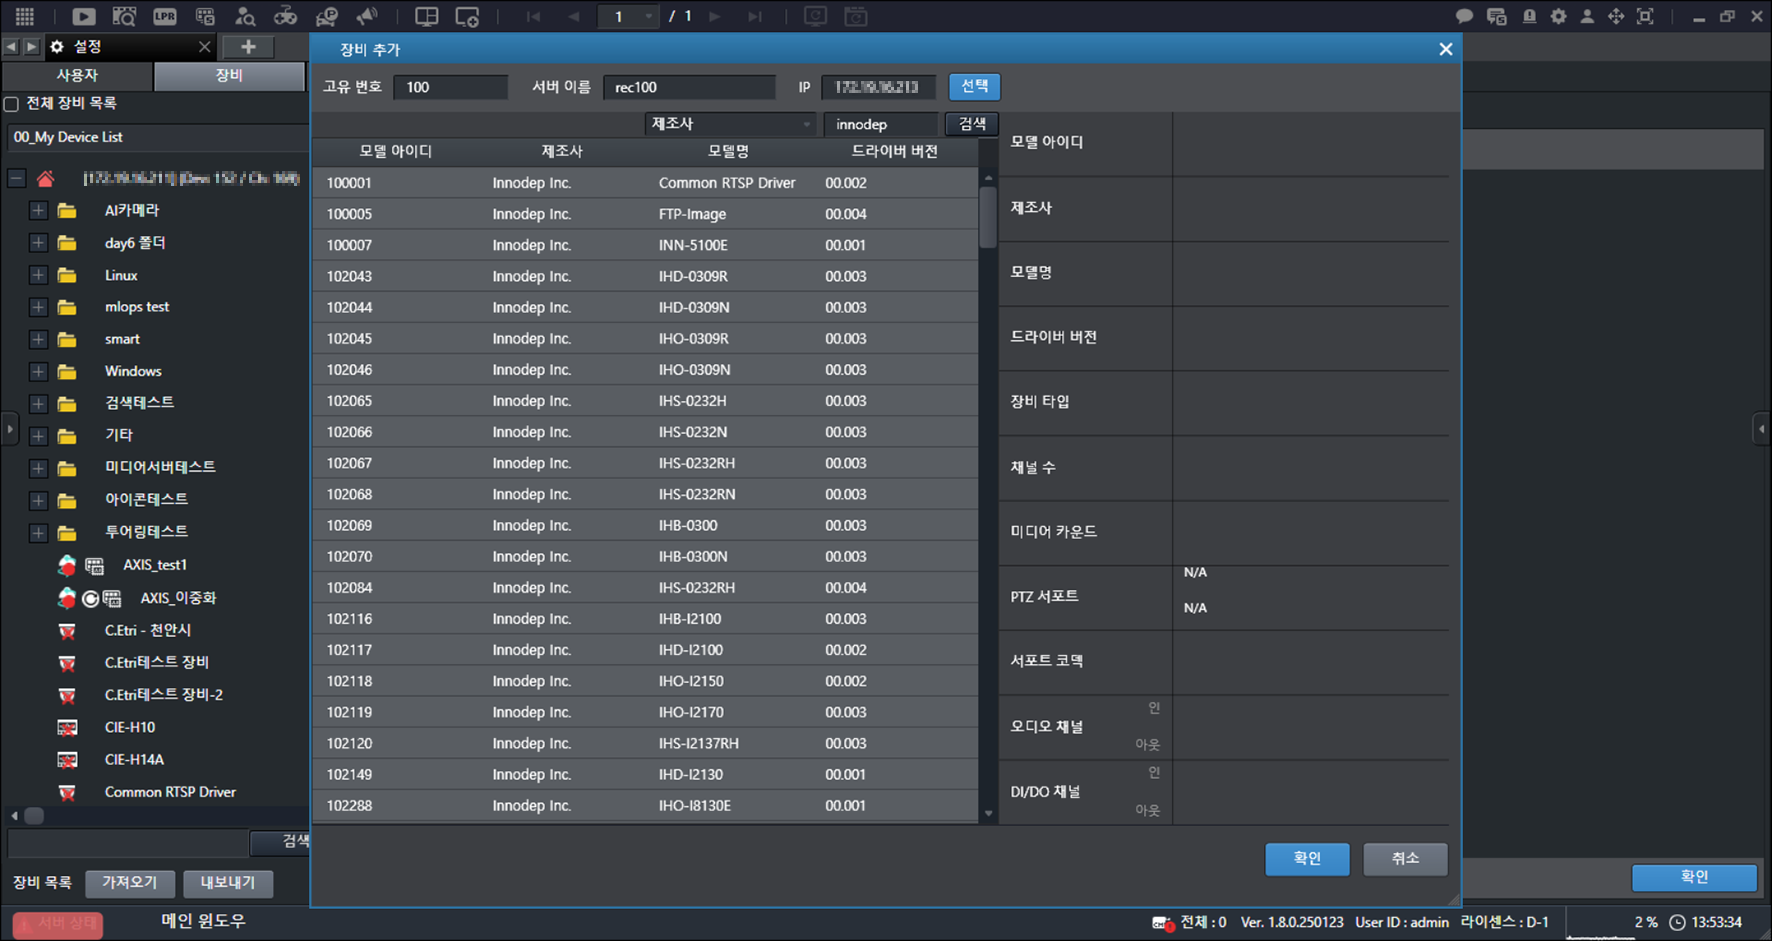 LPR
1 / 1
설정
장비 추가
사용자
장비
고유 번호
100
서버 이름
rec100
IP
선택
전체 장비 목록
00_My Device List
제조사
innodep
검색
모델 아이디 제조사 모델명 드라이버 버전
100001 Innodep Inc. Common RTSP Driver 00.002
100005 Innodep Inc. FTP-Image 00.004
100007 Innodep Inc. INN-5100E 00.001
102043 Innodep Inc. IHD-0309R 00.003
102044 Innodep Inc. IHD-0309N 00.003
102045 Innodep Inc. IHO-0309R 00.003
102046 Innodep Inc. IHO-0309N 00.003
102065 Innodep Inc. IHS-0232H 00.003
102066 Innodep Inc. IHS-0232N 00.003
102067 Innodep Inc. IHS-0232RH 00.003
102068 Innodep Inc. IHS-0232RN 00.003
102069 Innodep Inc. IHB-0300 00.003
102070 Innodep Inc. IHB-0300N 00.003
102084 Innodep Inc. IHS-0232RH 00.004
102116 Innodep Inc. IHB-I2100 00.003
102117 Innodep Inc. IHD-I2100 00.002
102118 Innodep Inc. IHO-I2150 00.002
102119 Innodep Inc. IHO-I2170 00.003
102120 Innodep Inc. IHS-I2137RH 00.003
102149 Innodep Inc. IHD-I2130 00.001
102288 Innodep Inc. IHO-I8130E 00.001
모델 아이디
제조사
모델명
드라이버 버전
장비 타입
채널 수
미디어 카운드
PTZ 서포트
N/A
N/A
서포트 코덱
오디오 채널
인
아웃
DI/DO 채널
인
아웃
확인
취소
AI카메라
day6 폴더
Linux
mlops test
smart
Windows
검색테스트
기타
미디어서버테스트
아이콘테스트
투어링테스트
AXIS_test1
AXIS_이중화
C.Etri - 천안시
C.Etri테스트 장비
C.Etri테스트 장비-2
CIE-H10
CIE-H14A
Common RTSP Driver
검색
장비 목록
가져오기
내보내기
확인
서버 상태
메인 윈도우
전체 : 0
Ver. 1.8.0.250123
User ID : admin
라이센스 : D-1
2 %
13:53:34